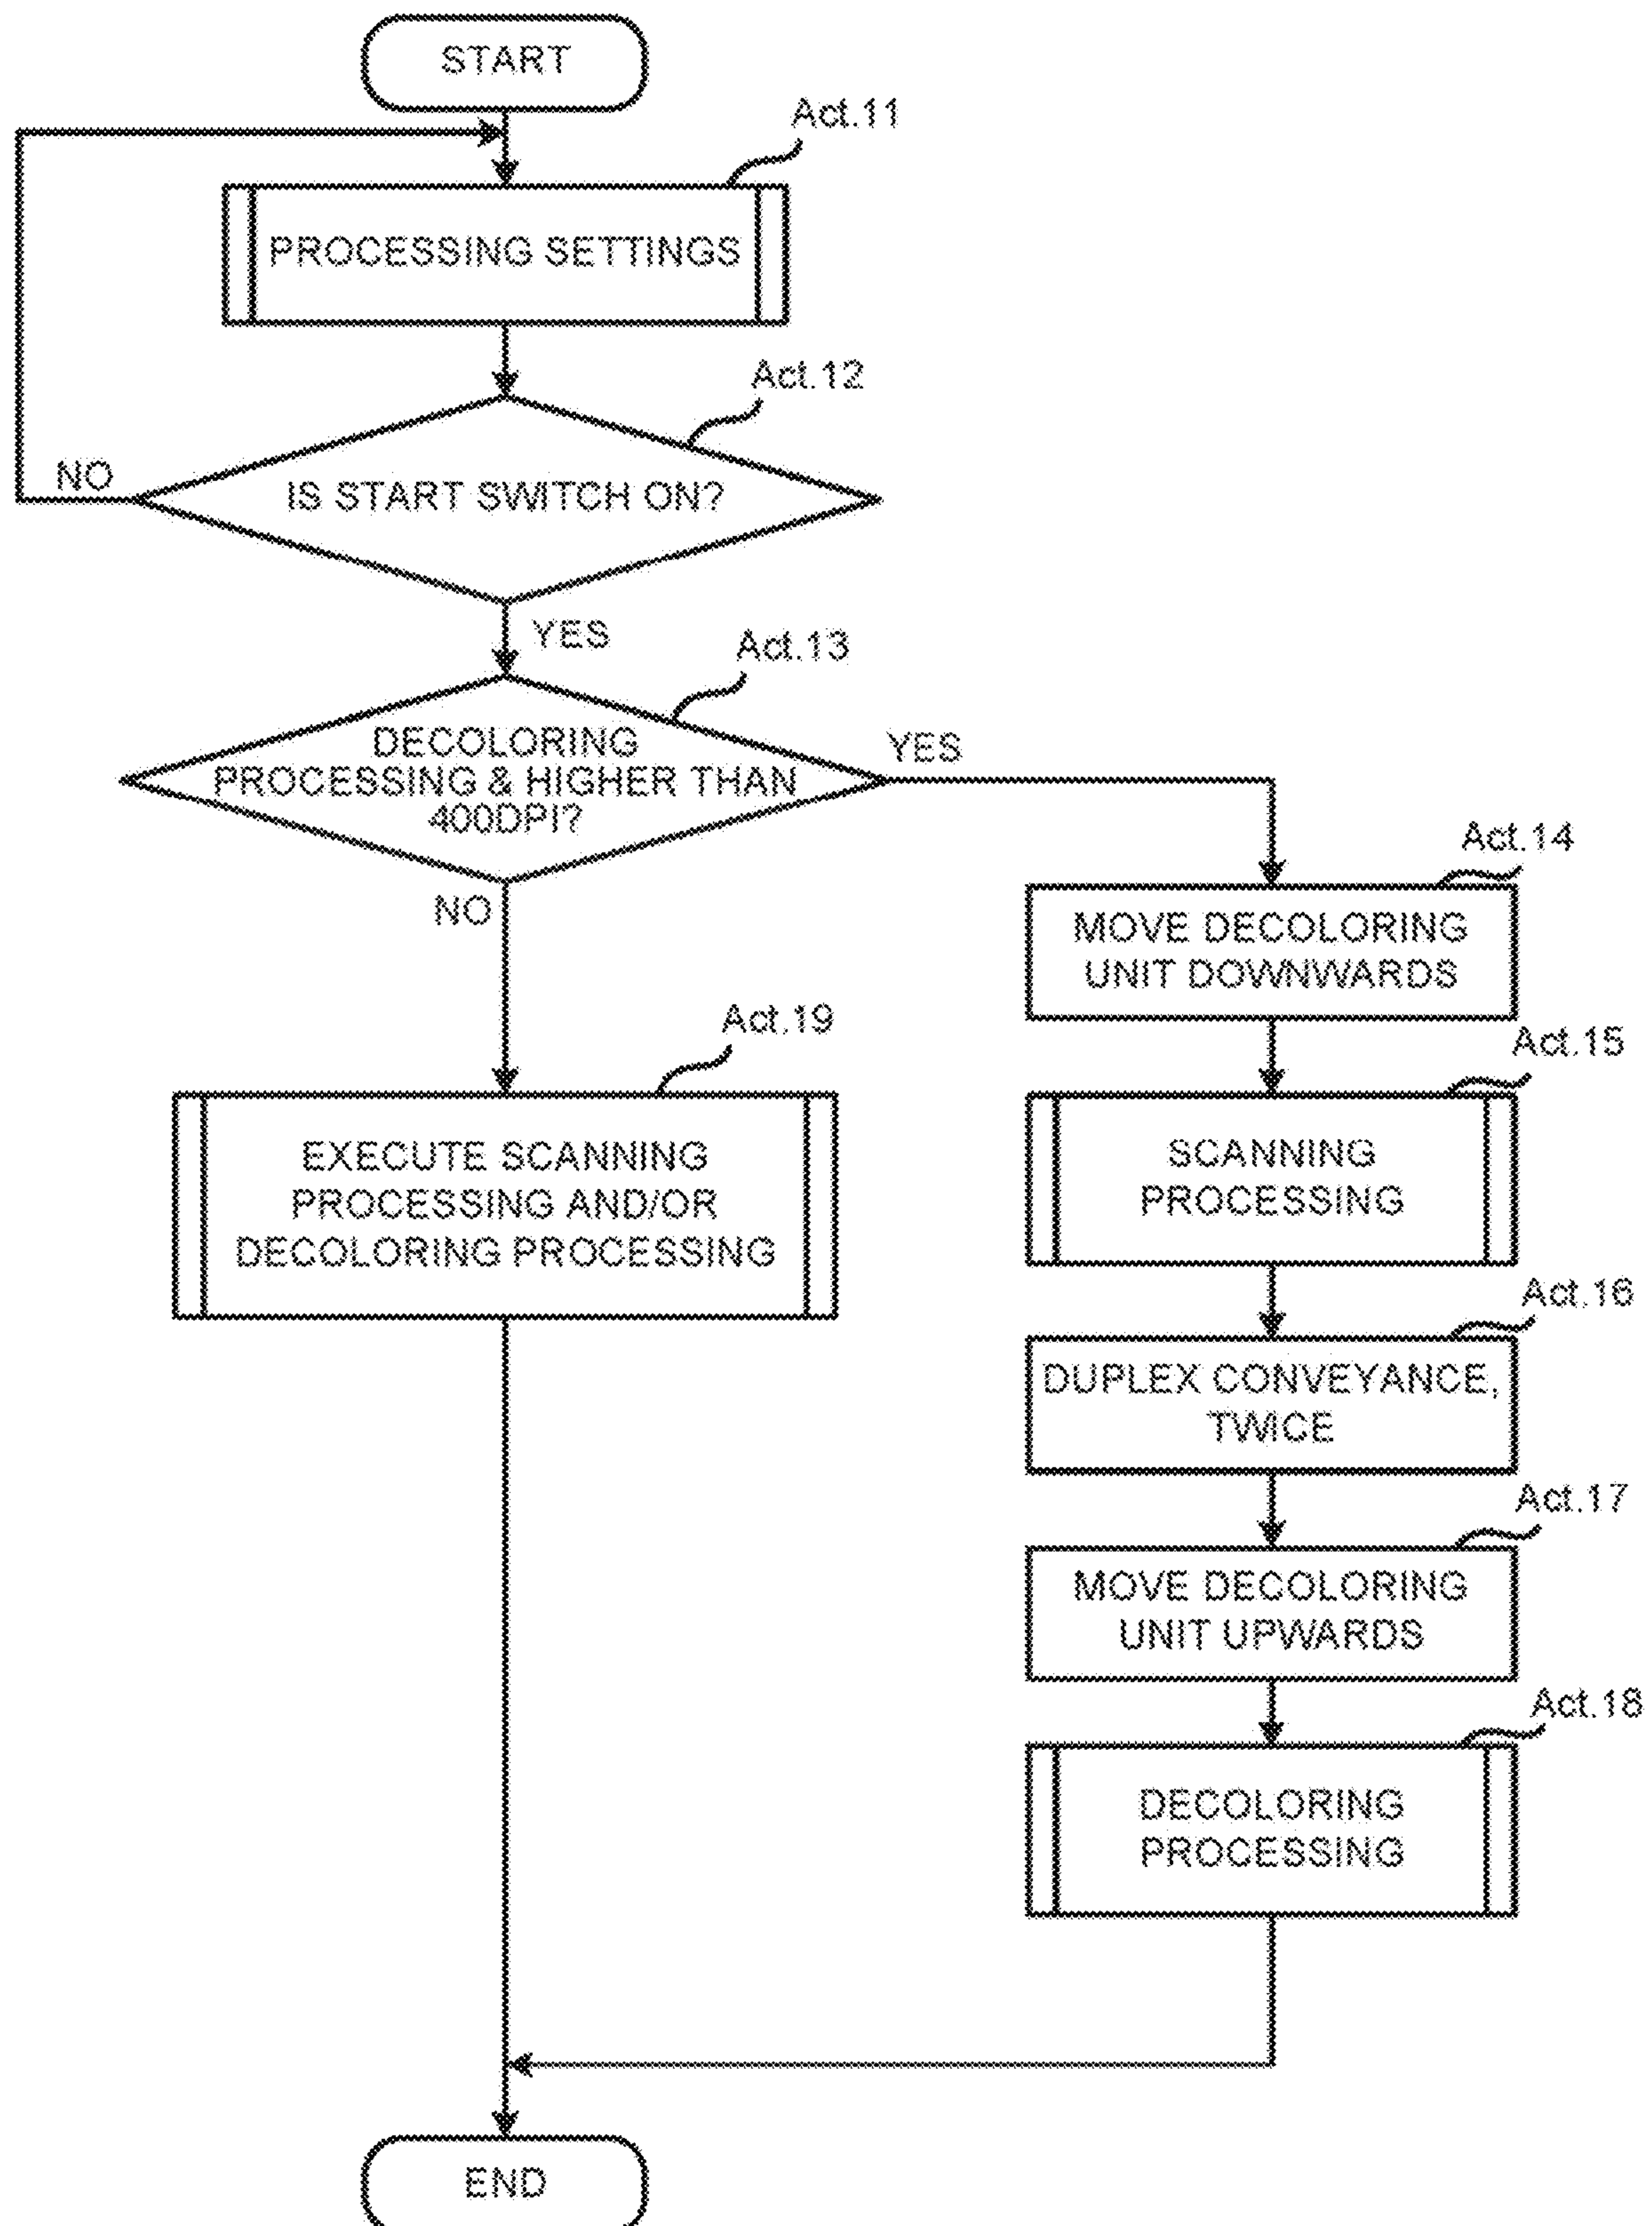 START
Act.11
PROCESSING SETTINGS
Act.12
NO
IS START SWITCH ON?
YES
Act.13
DECOLORING
PROCESSING & HIGHER THAN
400DPI?
YES
NO
Act.14
MOVE DECOLORING
UNIT DOWNWARDS
Act.19
EXECUTE SCANNING
PROCESSING AND/OR
DECOLORING PROCESSING
Act.15
SCANNING
PROCESSING
Act.16
DUPLEX CONVEYANCE,
TWICE
Act.17
MOVE DECOLORING
UNIT UPWARDS
Act.18
DECOLORING
PROCESSING
END